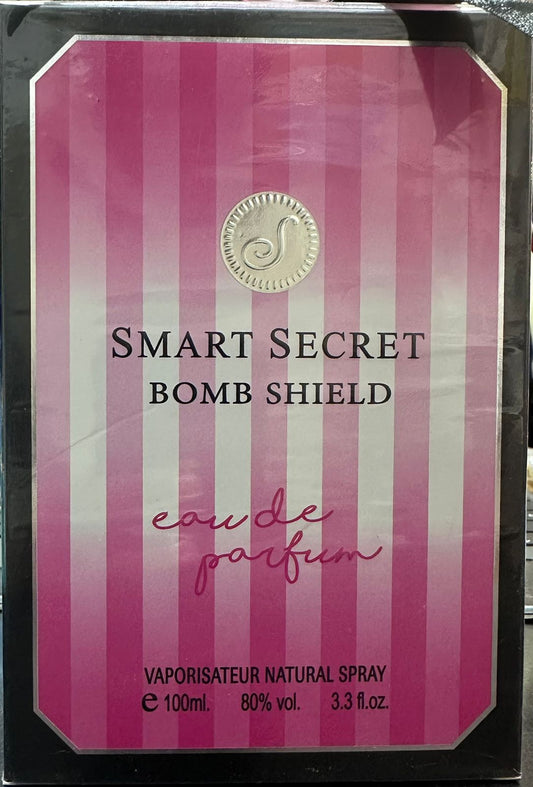 S
SMART SECRET
BOMB SHIELD
eau de
parfum
VAPORISATEUR NATURAL SPRAY
e 100ml. 80% vol. 3.3 fl.oz.